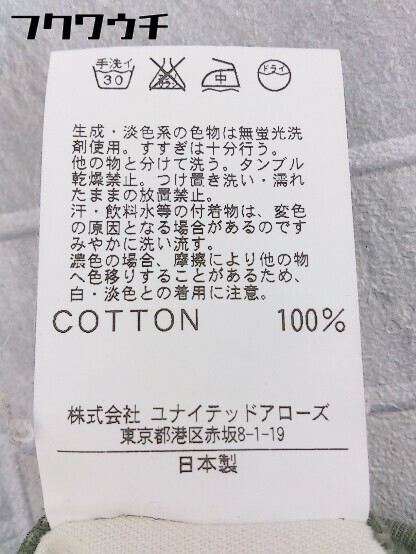 フクワウチ
手洗イ
30
中
ドライ
生成・淡色系の色物は無蛍光洗
剤使用。すすぎは十分行う。
他の物と分けて洗う。タンブル
乾燥禁止。つけ置き洗い・濡れ
たままの放置禁止。
汗・飲料水等の付着物は、変色
の原因となる場合があるのです
みやかに洗い流す。
濃色の場合、摩擦により他の物
へ色移りすることがあるため、
白・淡色との着用に注意。
COTTON 100%
株式会社 ユナイテッドアローズ
東京都港区赤坂8-1-19
日本製